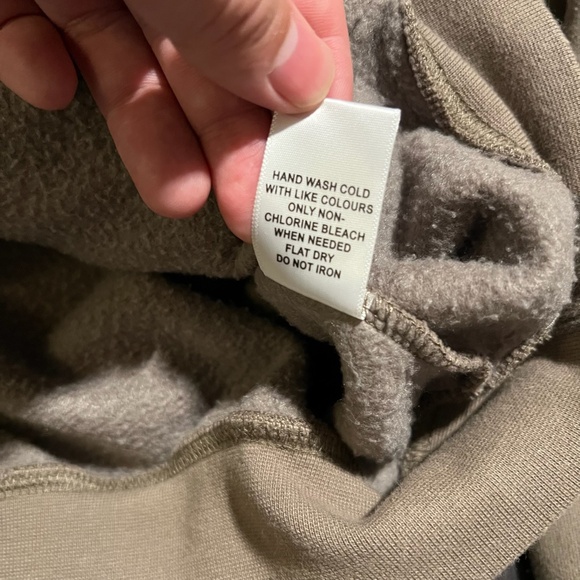 HAND WASH COLD
WITH LIKE COLOURS
ONLY NON-
CHLORINE BLEACH
WHEN NEEDED
FLAT DRY
DO NOT IRON